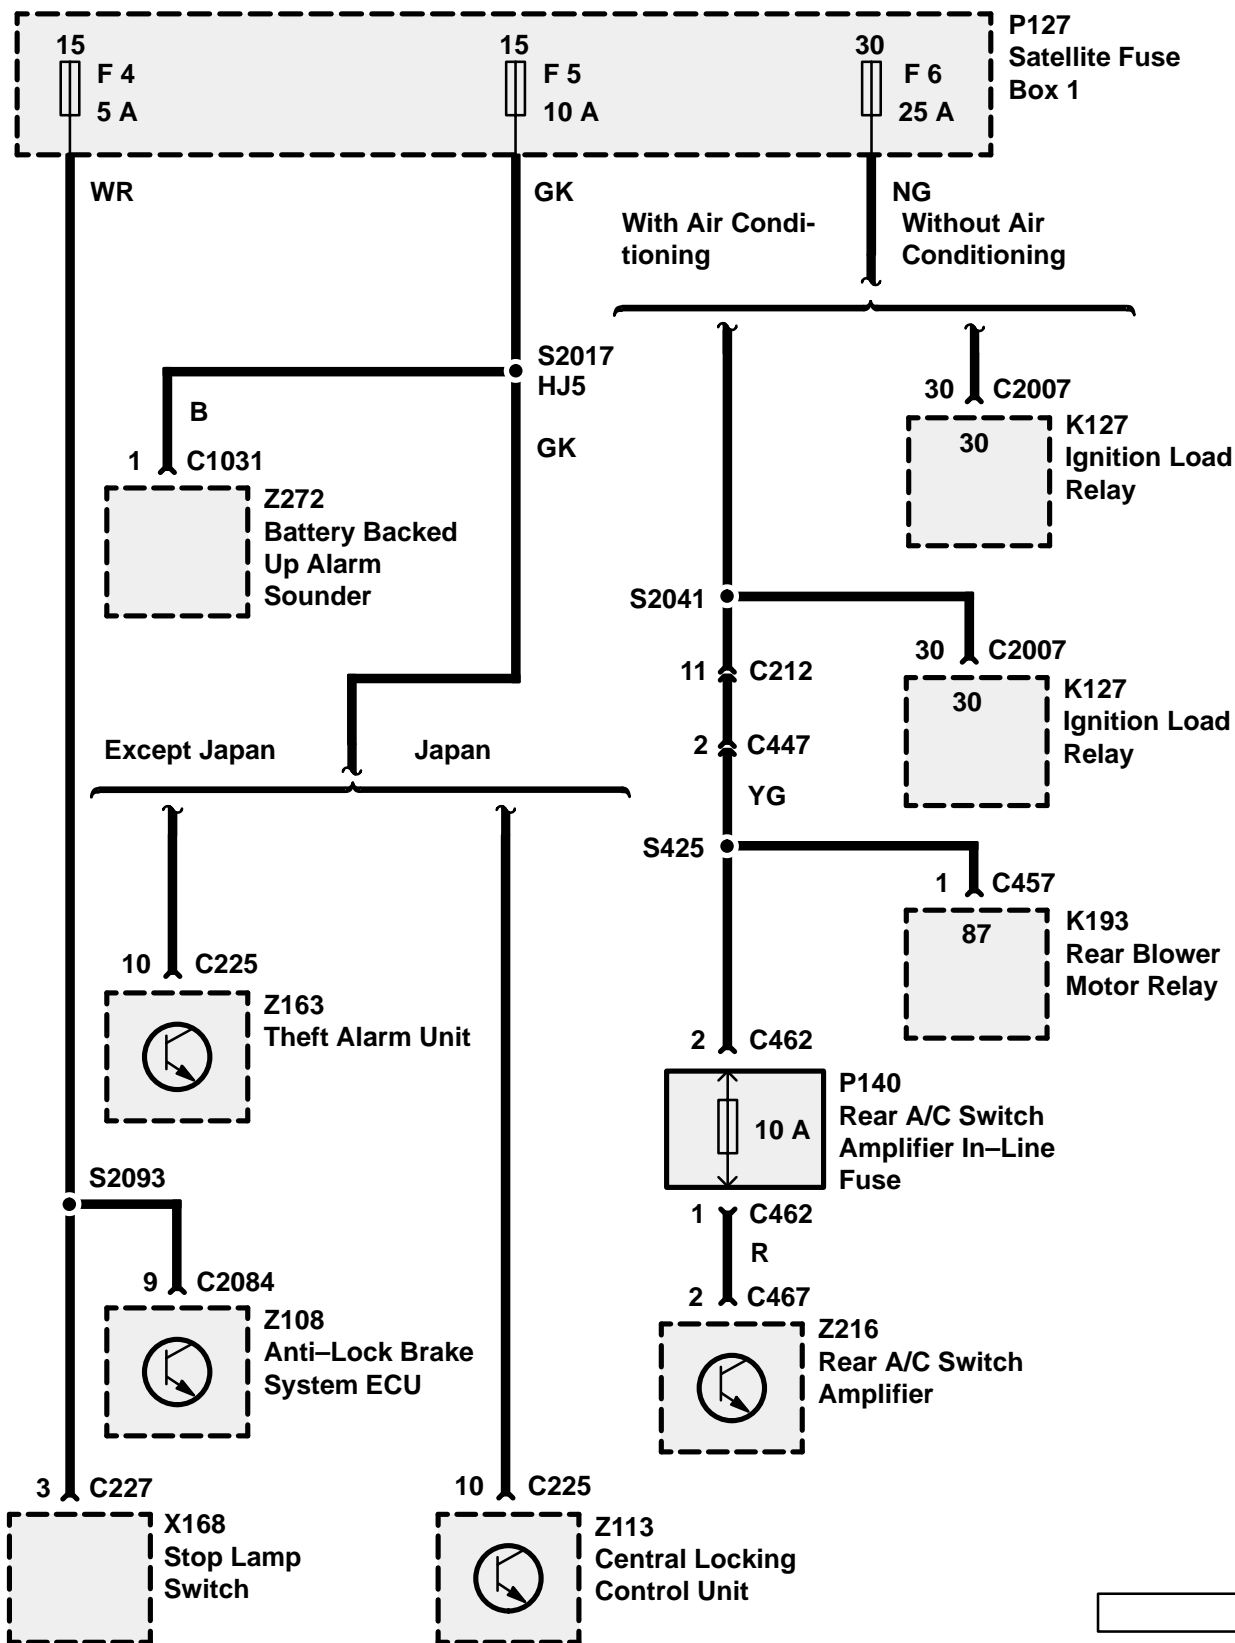 P127
Satellite Fuse
Box 1
15
F 4
5 A
15
F 5
10 A
30
F 6
25 A
WR
GK
NG
With Air Condi-
tioning
Without Air
Conditioning
S2017
HJ5
B
GK
1 C1031
Z272
Battery Backed
Up Alarm
Sounder
30 C2007
30
K127
Ignition Load
Relay
S2041
30 C2007
30
K127
Ignition Load
Relay
11 C212
2 C447
YG
Except Japan
Japan
S425
1 C457
87
K193
Rear Blower
Motor Relay
10 C225
Z163
Theft Alarm Unit
2 C462
10 A
P140
Rear A/C Switch
Amplifier In–Line
Fuse
1 C462
R
2 C467
Z216
Rear A/C Switch
Amplifier
S2093
9 C2084
Z108
Anti–Lock Brake
System ECU
3 C227
X168
Stop Lamp
Switch
10 C225
Z113
Central Locking
Control Unit